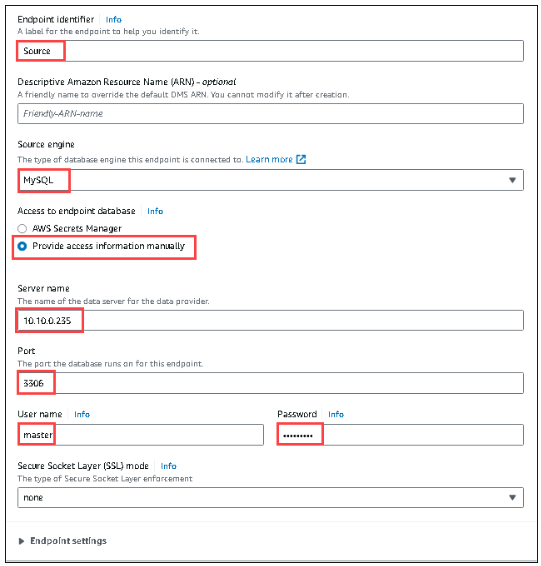 Endpoint identifier | Info
A label for the endpoint to help you identify it.
Source
Descriptive Amazon Resource Name (ARN) - optional
A friendly name to override the default DMS ARN. You cannot modify it after creation.
Friendly-ARN-name
Source engine
The type of database engine this endpoint is connected to. Learn more
MySQL
Access to endpoint database | Info
AWS Secrets Manager
Provide access information manually
Server name
The name of the data server for the data provider.
10.10.0.235
Port
The port the database runs on for this endpoint.
3306
User name | Info Password | Info
master •••••••••
Secure Socket Layer (SSL) mode | Info
The type of Secure Socket Layer enforcement
none
Endpoint settings